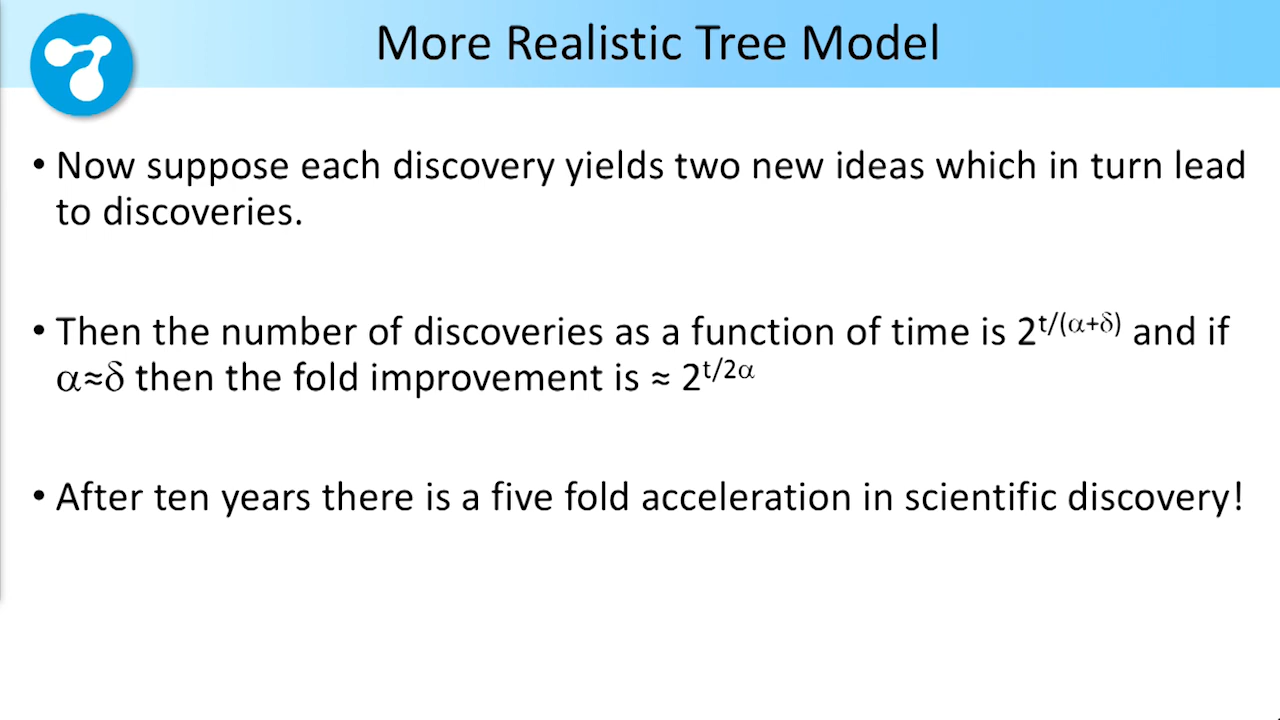 More Realistic Tree Model
• Now suppose each discovery yields two new ideas which in turn lead
to discoveries.
• Then the number of discoveries as a function of time is 2^t/(α+δ) and if
α≈δ then the fold improvement is ≈ 2^t/2α
• After ten years there is a five fold acceleration in scientific discovery!